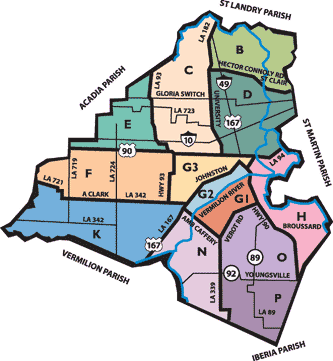 ST LANDRY PARISH
LA 182
B
HECTOR CONNOLY RD
ST CLAIR
ACADIA PARISH
LA 93
C
GLORIA SWITCH
49
D
UNIVERSITY
LA 723
167
E
10
ST MARTIN PARISH
90
LA 94
LA 719
F
LA 724
HWY 93
G3
JOHNSTON
LA 721
A CLARK
LA 342
G2
VERMILION RIVER
G1
H
BROUSSARD
LA 342
K
LA 167
167
AMB CAFFERY
VEROT RD
HWY 90
VERMILION PARISH
N
89
O
92
YOUNGSVILLE
LA 339
P
LA 89
IBERIA PARISH